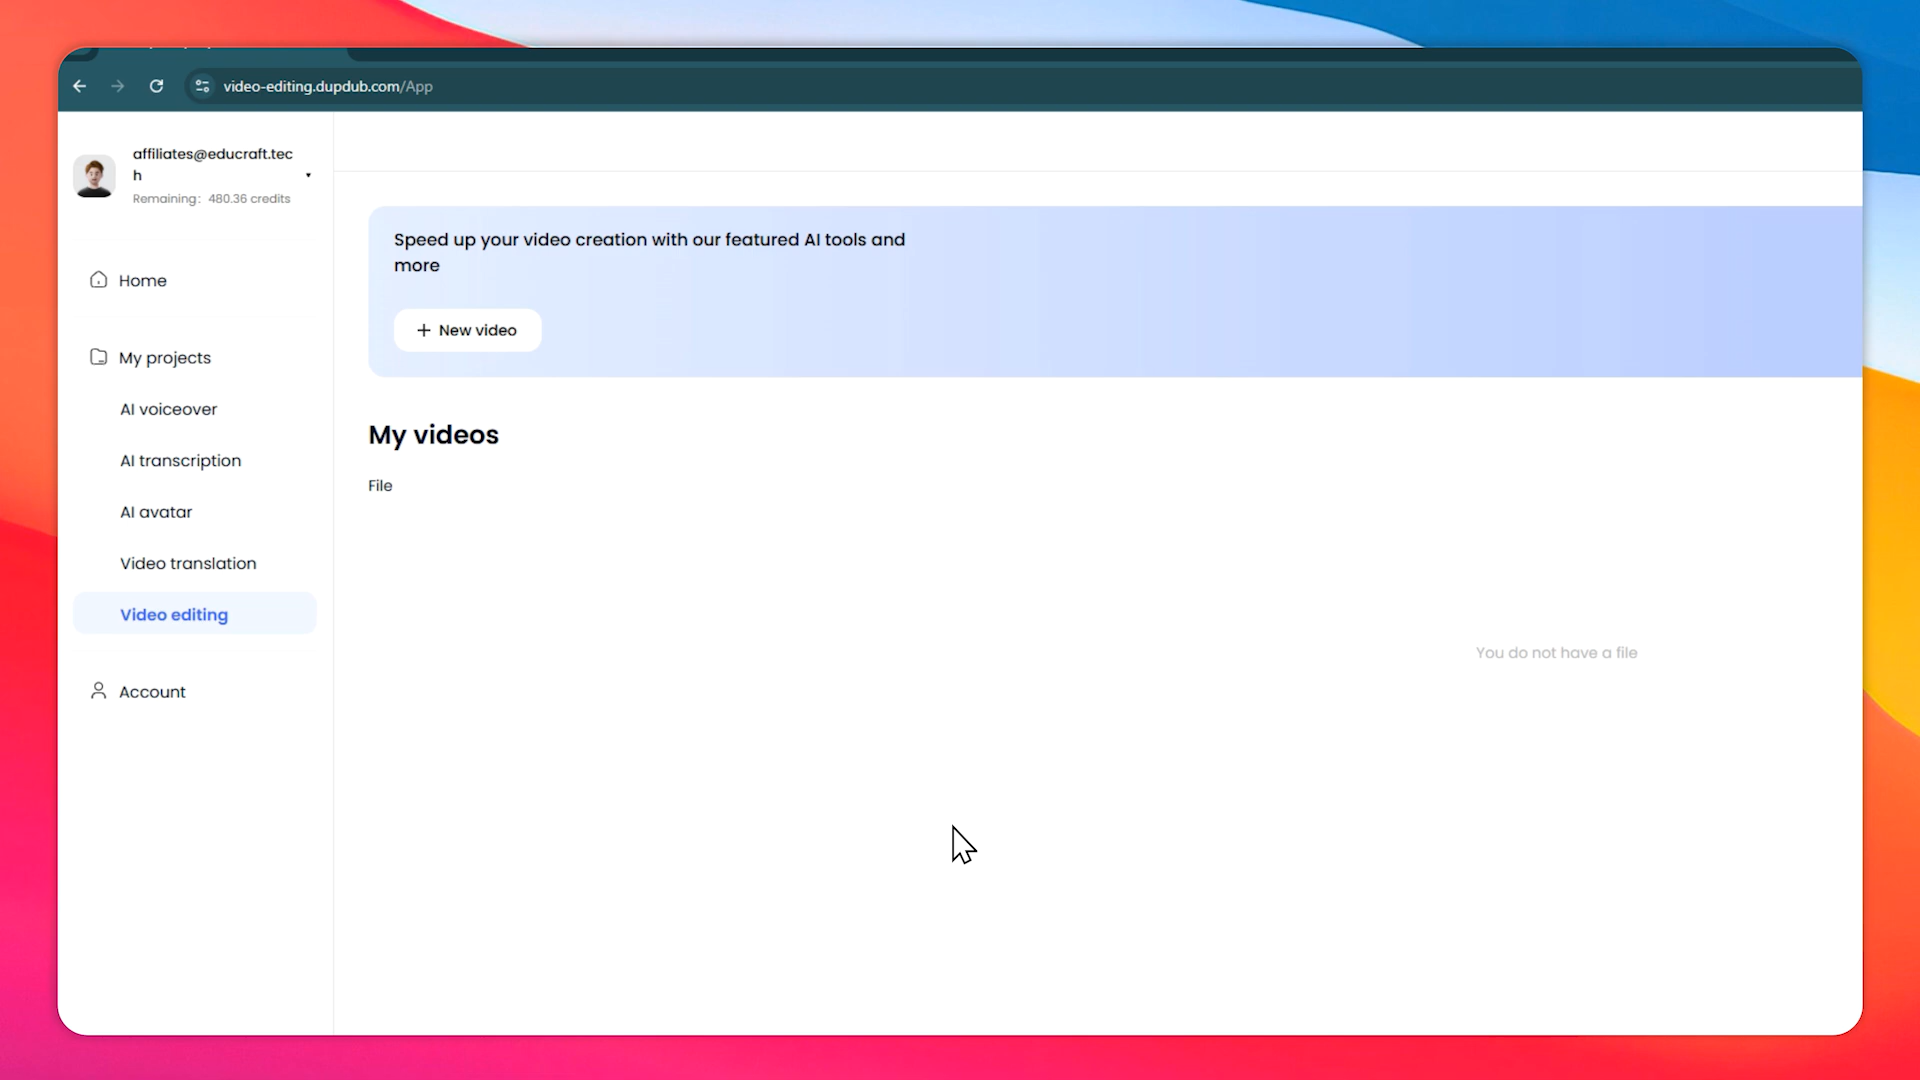 video-editing.dupdub.com/App
affiliates@educraft.tec
h
Remaining: 480.36 credits
Home
My projects
AI voiceover
AI transcription
AI avatar
Video translation
Video editing
Account
Speed up your video creation with our featured AI tools and
more
+ New video
My videos
File
You do not have a file